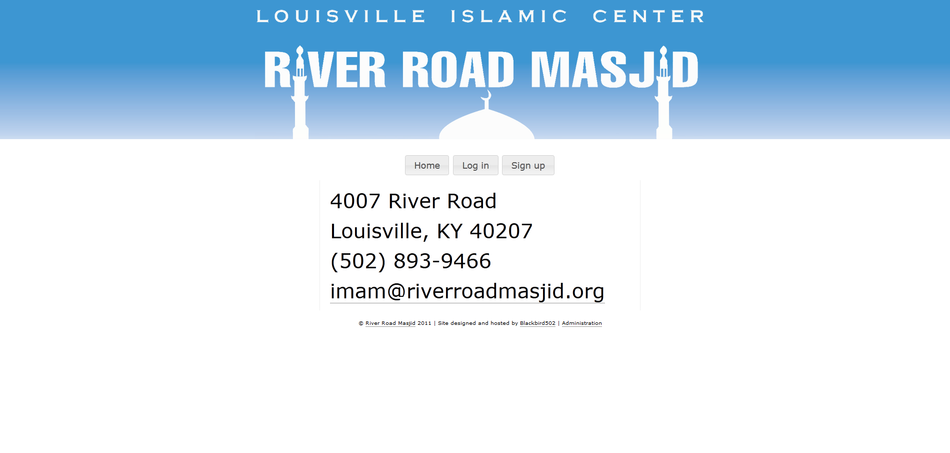 LOUISVILLE ISLAMIC CENTER
RIVER ROAD MASJID
Home Log in Sign up
4007 River Road
Louisville, KY 40207
(502) 893-9466
imam@riverroadmasjid.org
© River Road Masjid 2011 | Site designed and hosted by Blackbird502 | Administration